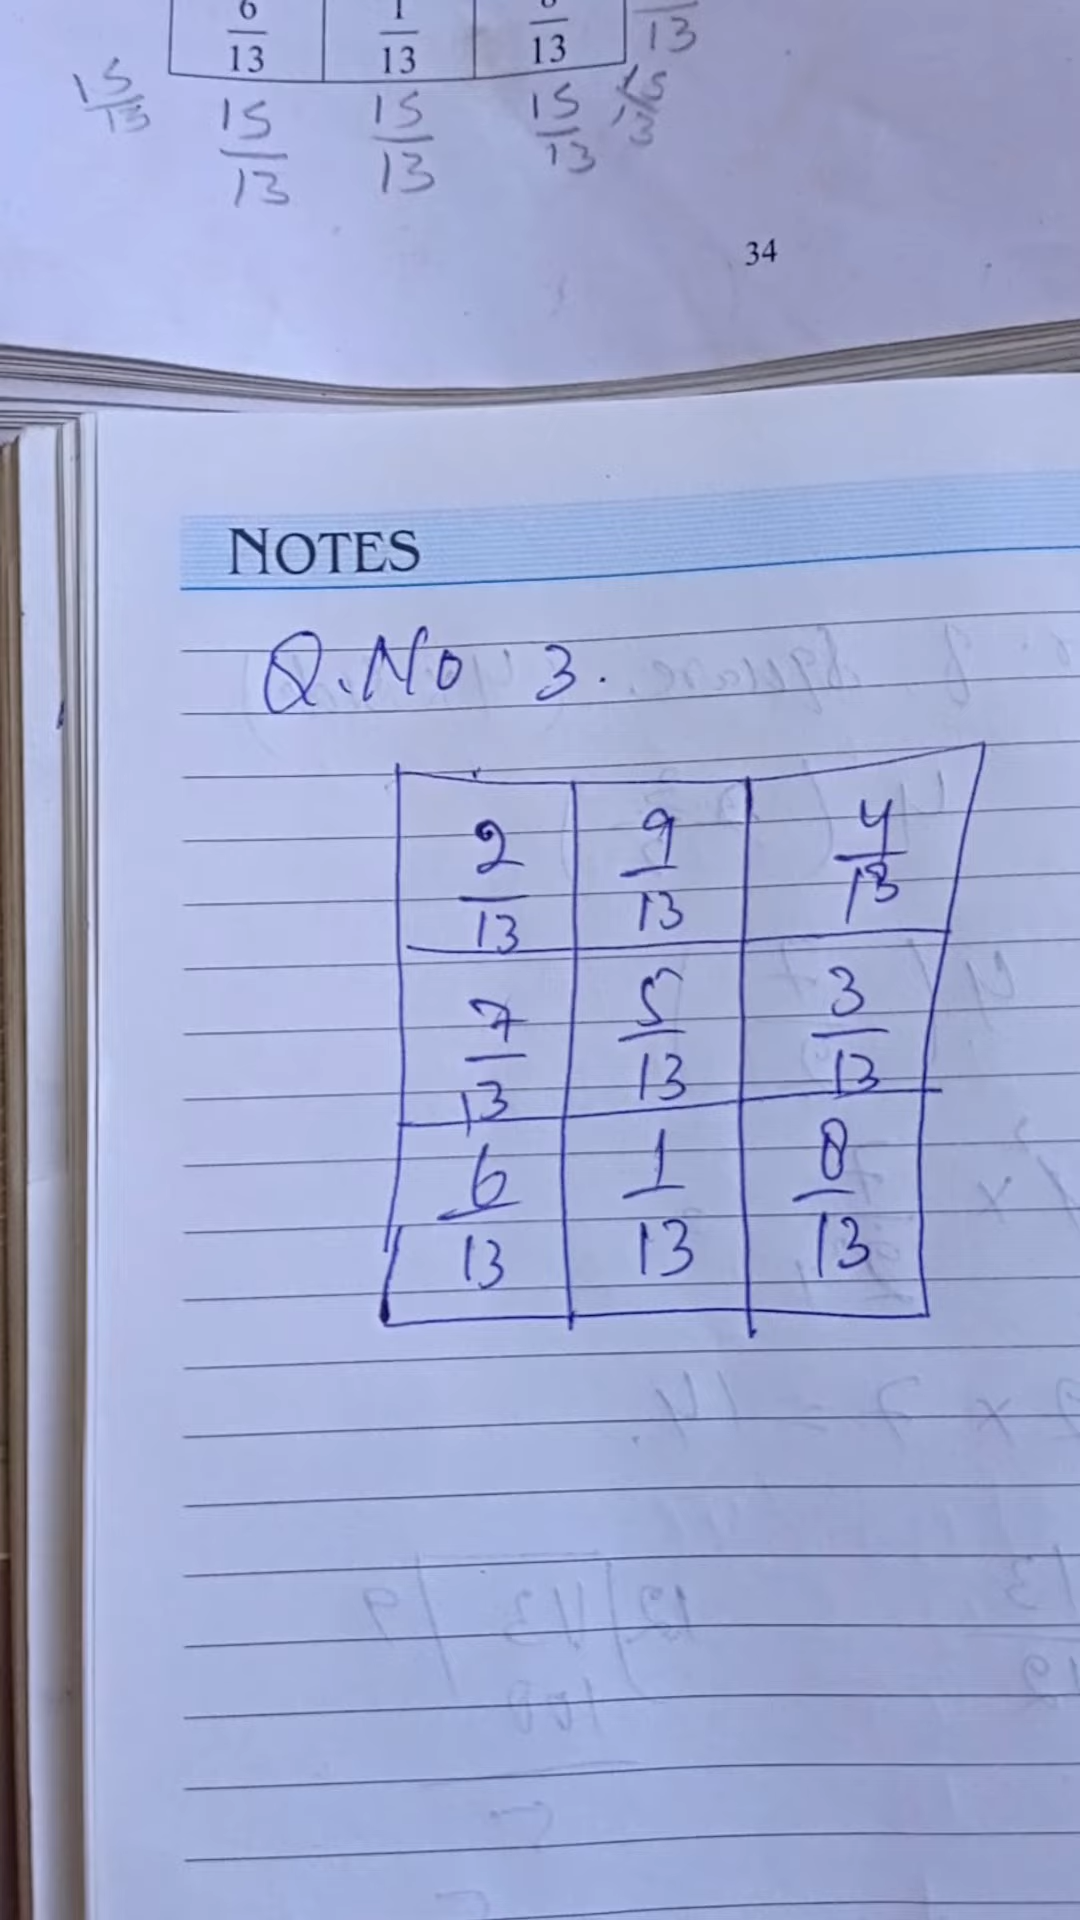 6 1 8
13 13 13 13
15 15 15 15 15
13 13 13 13 13
34
NOTES
Q.No 3.
2 9 4
13 13 13
7 5 3
13 13 13
6 1 8
13 13 13